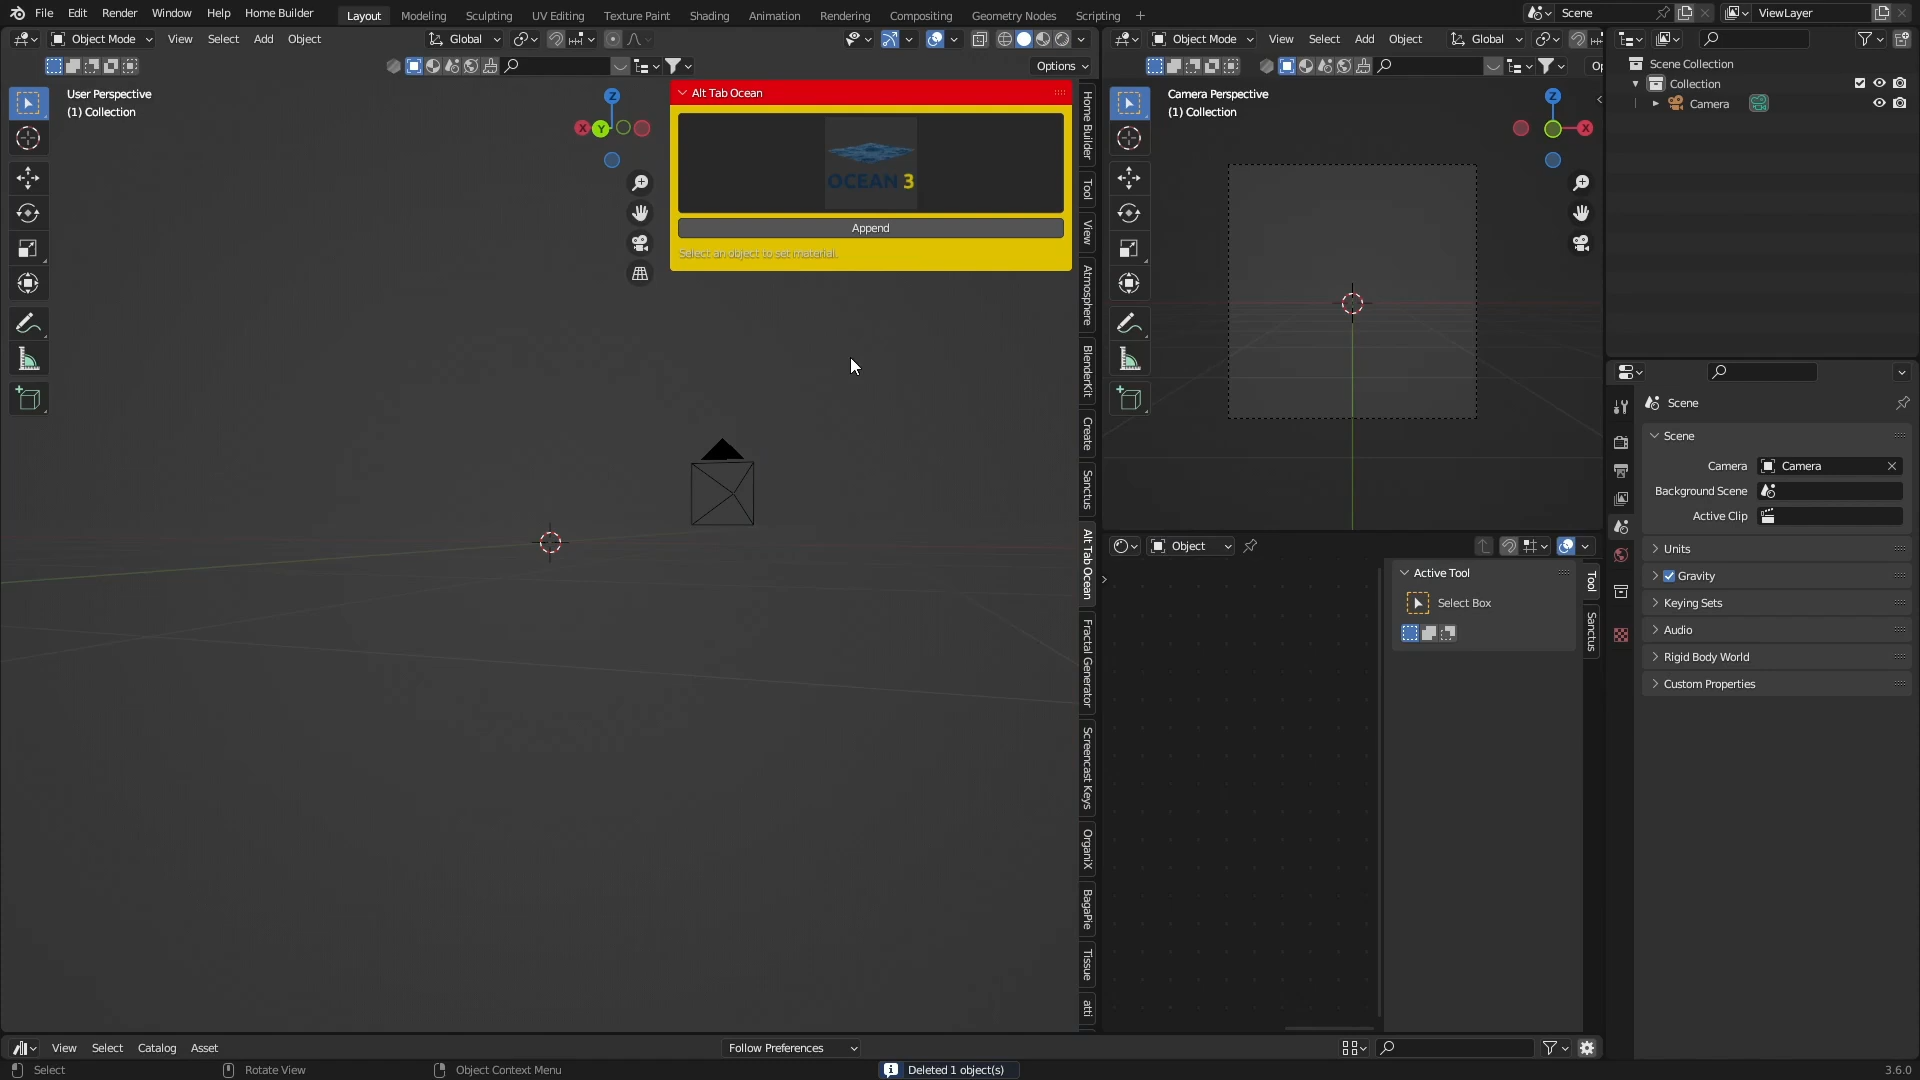 File Edit Render Window Help Home Builder Layout Modeling Sculpting UV Editing Texture Paint Shading Animation Rendering Compositing Geometry Nodes Scripting + Scene ViewLayer
Object Mode View Select Add Object Global
Options
User Perspective
(1) Collection
Z
X Y
Alt Tab Ocean
OCEAN 3
Append
Select an object to set material.
Home Builder
Tool
View
Atmosphere
BlenderKit
Create
Sanctus
Alt Tab Ocean
Fractal Generator
Screencast Keys
OrganiX
BagaPie
Tissue
atti
Object Mode View Select Add Object Global
Op
Camera Perspective
(1) Collection
Z
X
Object
Active Tool
Select Box
Tool
Sanctus
Scene Collection
Collection
Camera
Scene
Scene
Camera Camera
Background Scene
Active Clip
Units
Gravity
Keying Sets
Audio
Rigid Body World
Custom Properties
View Select Catalog Asset Follow Preferences
Select Rotate View Object Context Menu Deleted 1 object(s) 3.6.0